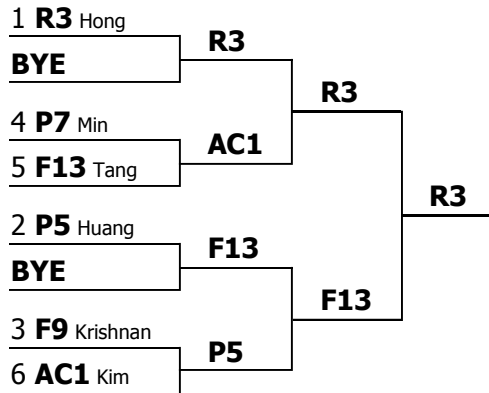 1 R3 Hong
BYE
4 P7 Min
5 F13 Tang
2 P5 Huang
BYE
3 F9 Krishnan
6 AC1 Kim
R3
AC1
F13
P5
R3
F13
R3